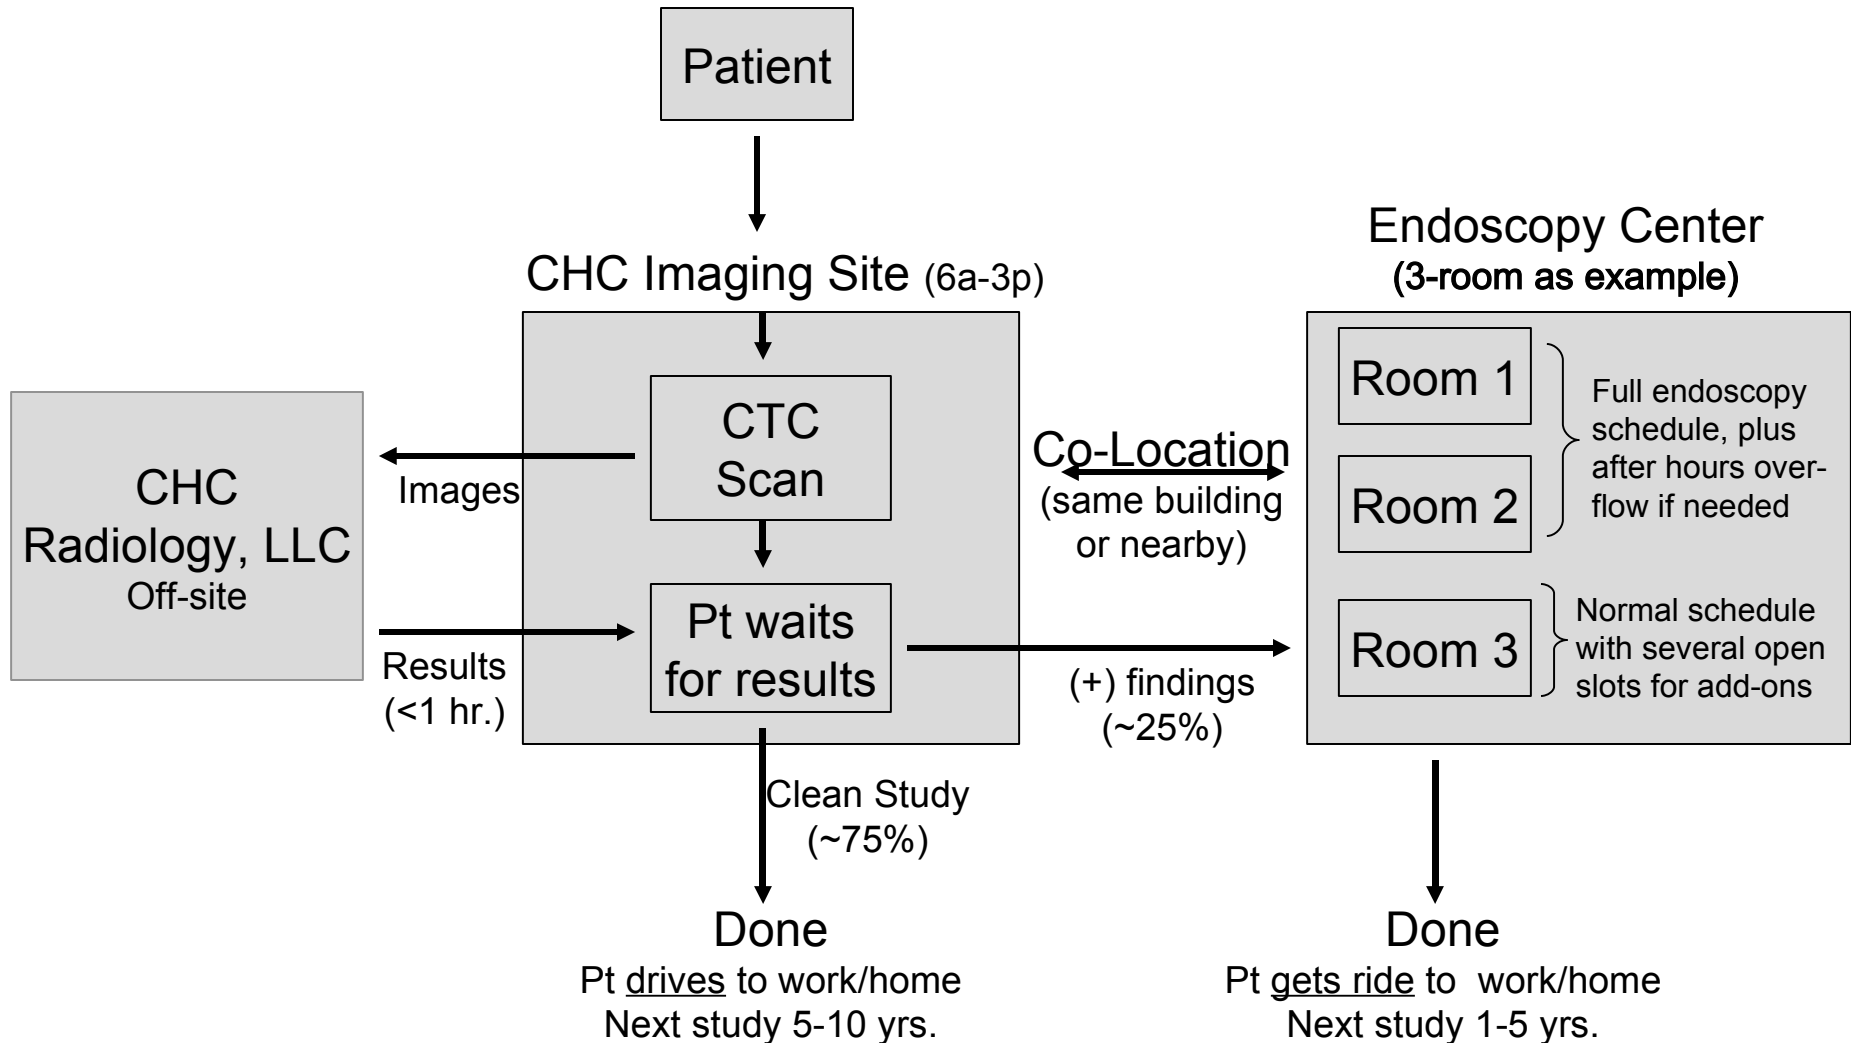 Patient
CHC Imaging Site (6a-3p)
CTC
Scan
Pt waits
for results
Images
CHC
Radiology, LLC
Off-site
Results
(<1 hr.)
Clean Study
(~75%)
Done
Pt drives to work/home
Next study 5-10 yrs.
Co-Location
(same building
or nearby)
(+) findings
(~25%)
Endoscopy Center
(3-room as example)
Room 1
Room 2
Full endoscopy
schedule, plus
after hours over-
flow if needed
Room 3
Normal schedule
with several open
slots for add-ons
Done
Pt gets ride to work/home
Next study 1-5 yrs.